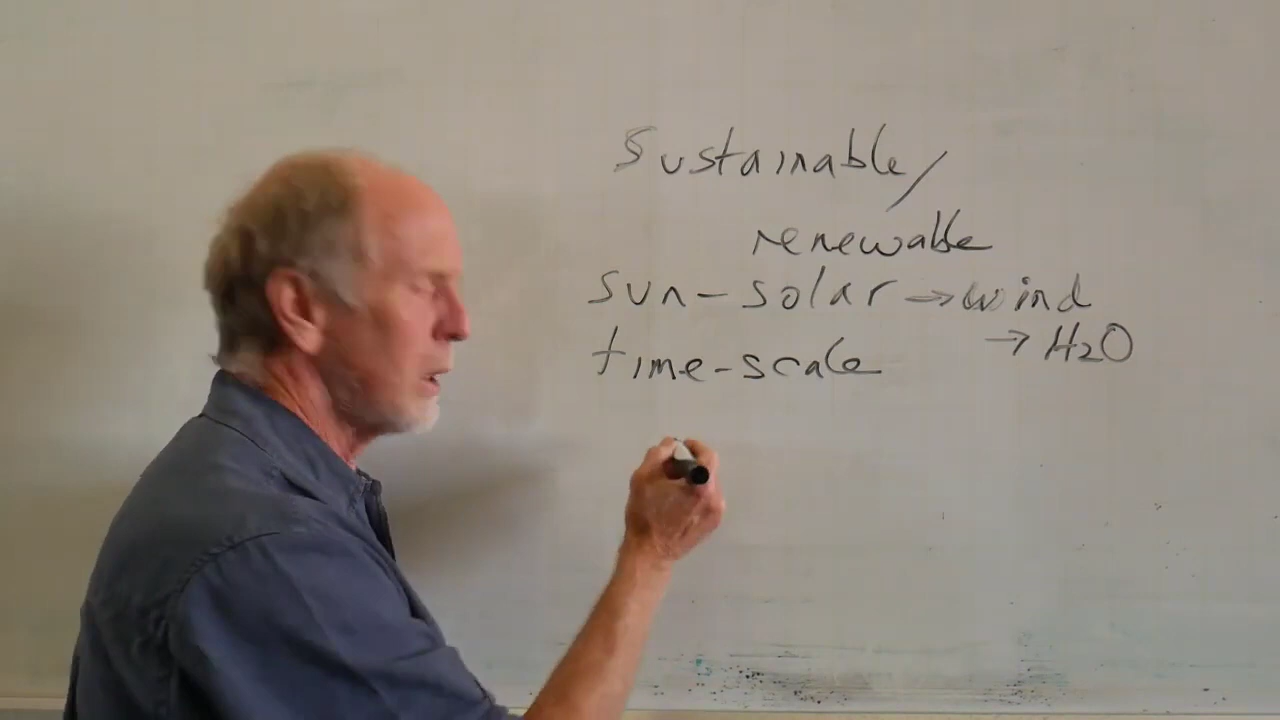 Sustainable/
renewable
sun-solar → wind
→ H2O
time-scale